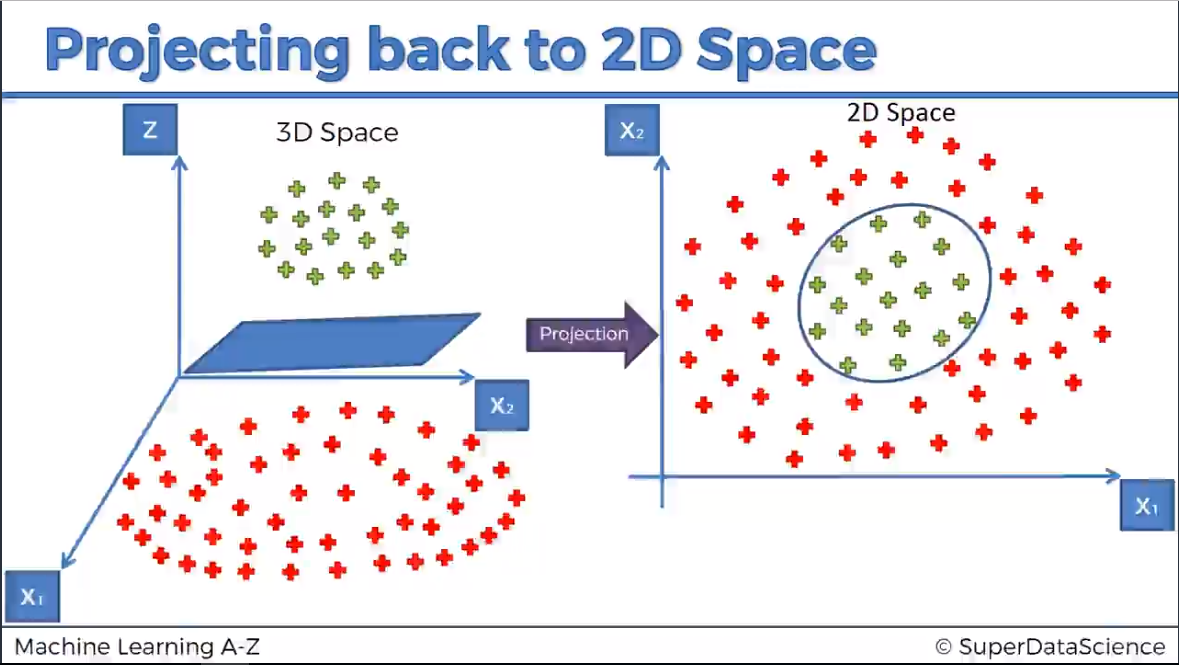 Projecting back to 2D Space
Z
3D Space
X₂
2D Space
Projection
X₂
X₁
X₁
Machine Learning A-Z
© SuperDataScience